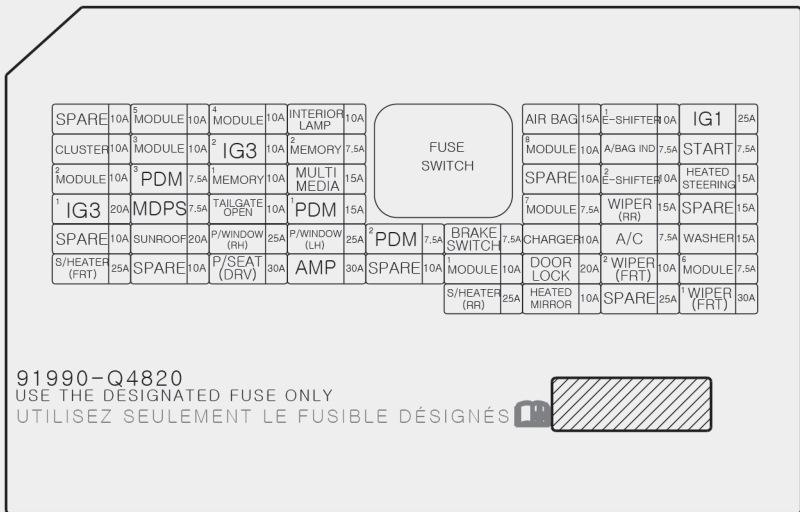 SPARE 10A 5 MODULE 10A 4 MODULE 10A INTERIOR LAMP 10A AIR BAG 15A 1 E-SHIFTER 10A IG1 25A
CLUSTER 10A 3 MODULE 10A 2 IG3 10A 2 MEMORY 7,5A FUSE SWITCH 8 MODULE 10A A/BAG IND 7,5A START 7,5A
2 MODULE 10A 3 PDM 7,5A 1 MEMORY 10A MULTI MEDIA 15A SPARE 10A 2 E-SHIFTER 10A HEATED STEERING 15A
1 IG3 20A MDPS 7,5A TAILGATE OPEN 10A 1 PDM 15A 7 MODULE 7,5A WIPER (RR) 15A SPARE 15A
SPARE 10A SUNROOF 20A P/WINDOW (RH) 25A P/WINDOW (LH) 25A 2 PDM 7,5A BRAKE SWITCH 7,5A CHARGER 10A A/C 7,5A WASHER 15A
S/HEATER (FRT) 25A SPARE 10A P/SEAT (DRV) 30A AMP 30A SPARE 10A 1 MODULE 10A DOOR LOCK 20A 2 WIPER (FRT) 10A 6 MODULE 7,5A
S/HEATER (RR) 25A HEATED MIRROR 10A SPARE 25A 1 WIPER (FRT) 30A
91990-Q4820
USE THE DESIGNATED FUSE ONLY
UTILISEZ SEULEMENT LE FUSIBLE DÉSIGNÉS